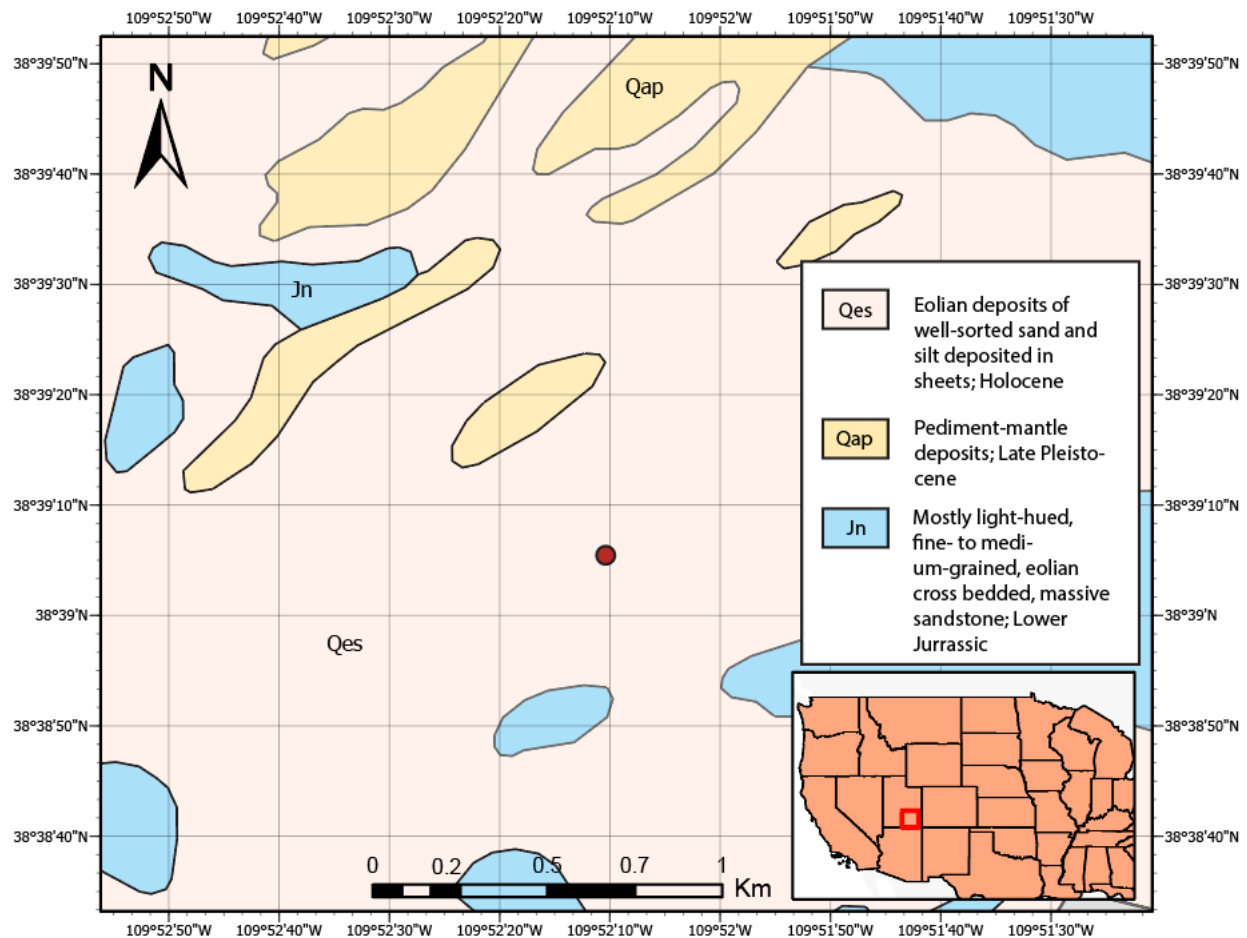 109°52'50"W 109°52'40"W 109°52'30"W 109°52'20"W 109°52'10"W 109°52'W 109°51'50"W 109°51'40"W 109°51'30"W
38°39'50"N 38°39'50"N
N
Qap
38°39'40"N 38°39'40"N
38°39'30"N 38°39'30"N
Jn
Qes
Eolian deposits of
well-sorted sand and
silt deposited in
sheets; Holocene
38°39'20"N 38°39'20"N
Qap
Pediment-mantle
deposits; Late Pleisto-
cene
38°39'10"N 38°39'10"N
Jn
Mostly light-hued,
fine- to medi-
um-grained, eolian
cross bedded, massive
sandstone; Lower
Jurrassic
38°39'N 38°39'N
Qes
38°38'50"N 38°38'50"N
38°38'40"N 38°38'40"N
0 0.2 0.5 0.7 1
Km
109°52'50"W 109°52'40"W 109°52'30"W 109°52'20"W 109°52'10"W 109°52'W 109°51'50"W 109°51'40"W 109°51'30"W